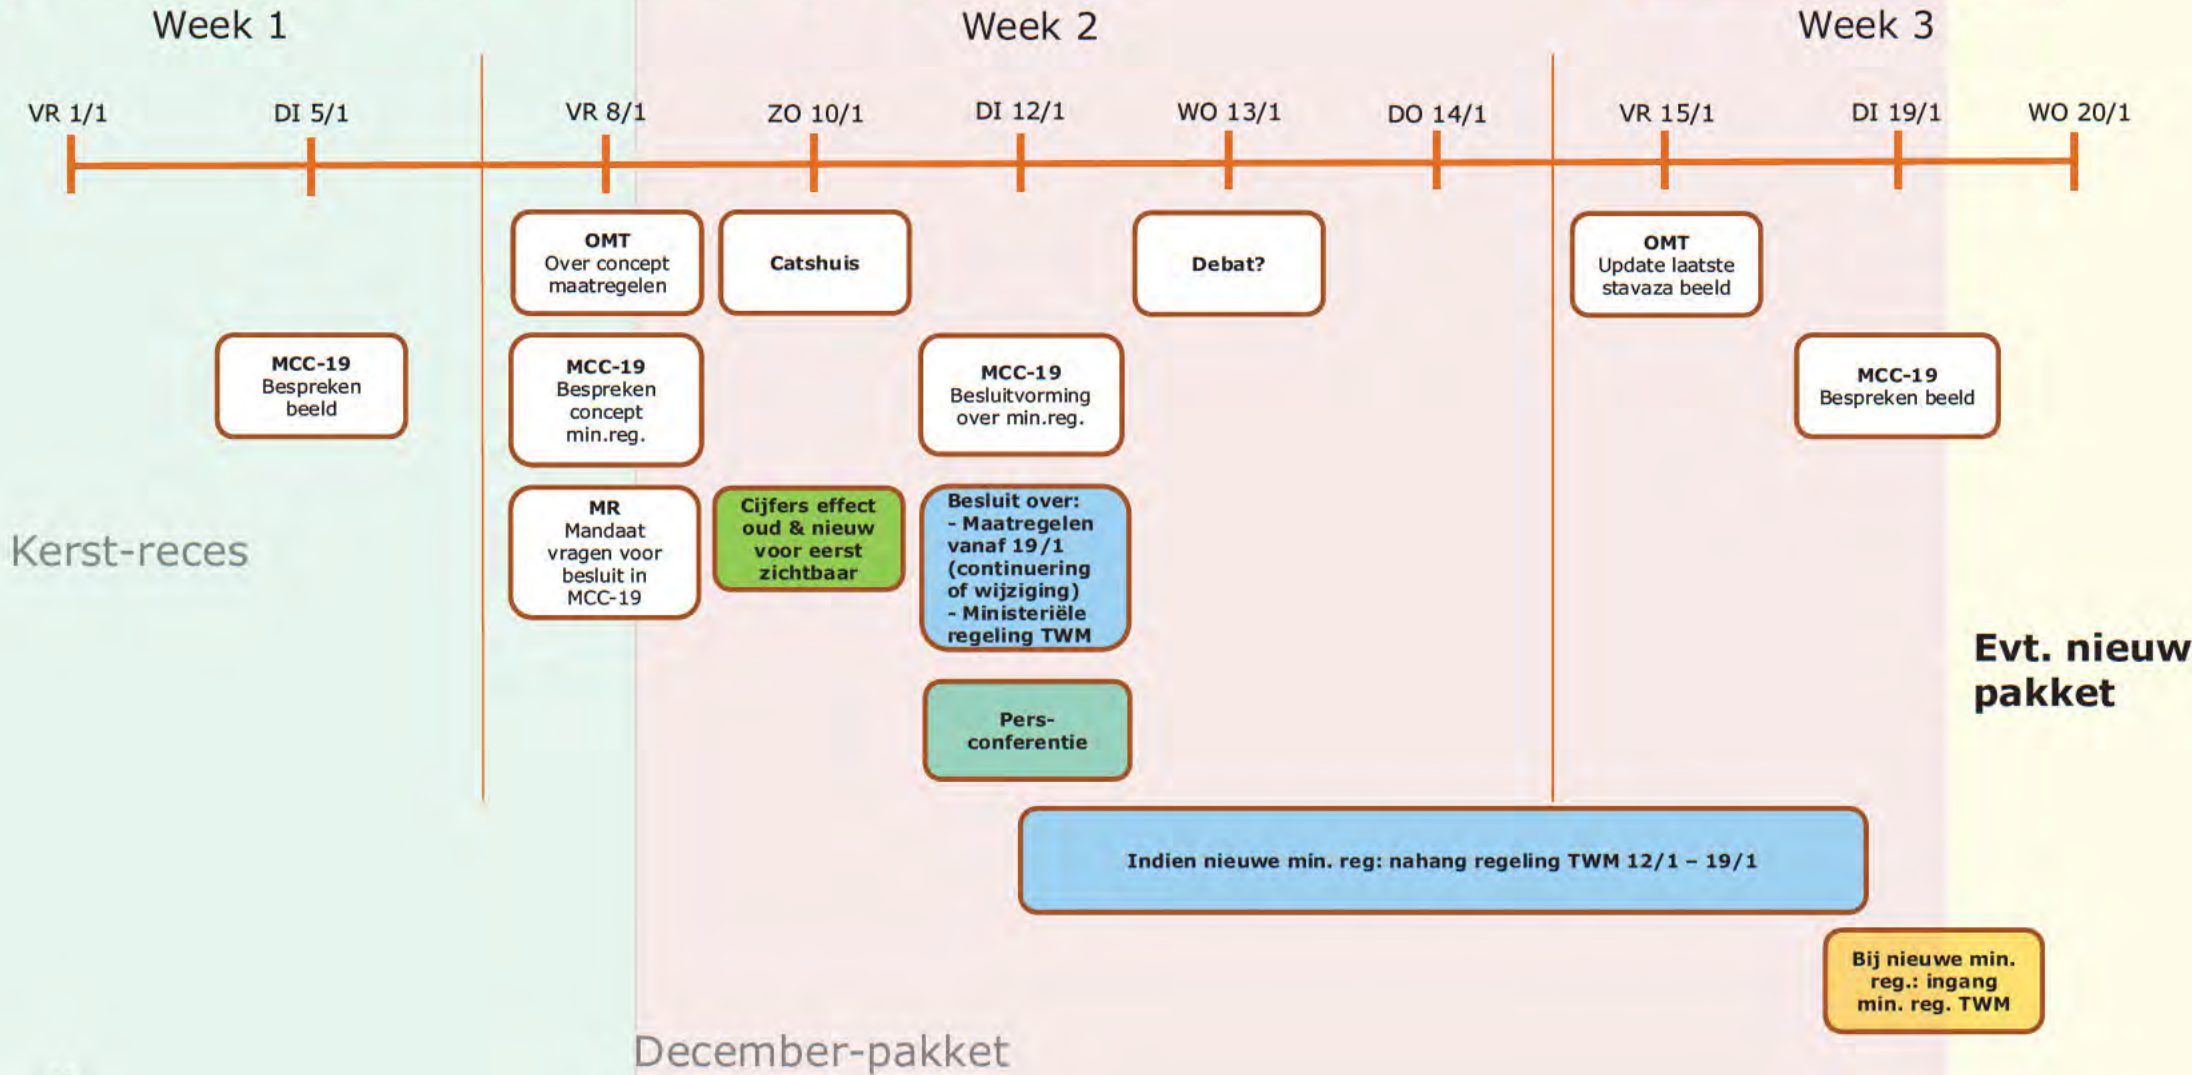 Week 1
Week 2
Week 3
VR 1/1
DI 5/1
VR 8/1
ZO 10/1
DI 12/1
WO 13/1
DO 14/1
VR 15/1
DI 19/1
WO 20/1
OMT
Over concept
maatregelen
Catshuis
Debat?
OMT
Update laatste
stavaza beeld
MCC-19
Bespreken
beeld
MCC-19
Bespreken
concept
min.reg.
MCC-19
Besluitvorming
over min.reg.
MCC-19
Bespreken beeld
MR
Mandaat
vragen voor
besluit in
MCC-19
Cijfers effect
oud & nieuw
voor eerst
zichtbaar
Besluit over:
- Maatregelen
vanaf 19/1
(continuering
of wijziging)
- Ministeriële
regeling TWM
Kerst-reces
Evt. nieuw
pakket
Pers-
conferentie
Indien nieuwe min. reg: nahang regeling TWM 12/1 – 19/1
Bij nieuwe min.
reg.: ingang
min. reg. TWM
December-pakket